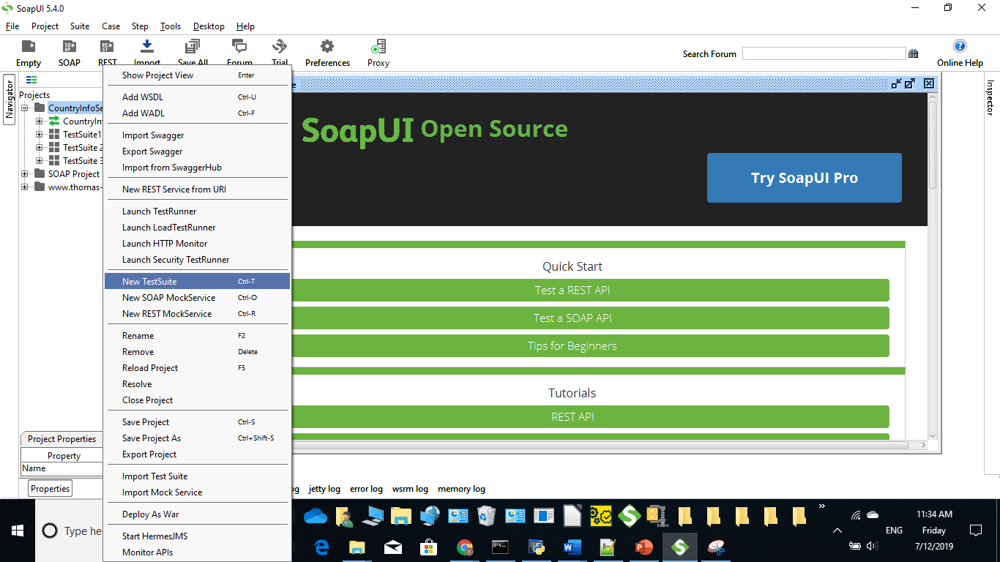 SoapUI 5.4.0
File Project Suite Case Step Tools Desktop Help
Empty SOAP REST Import Save All Forum Trial Preferences Proxy
Search Forum
Online Help
Navigator
Inspector
Projects
CountryInfoSe
CountryIn
TestSuite1
TestSuite 2
TestSuite 3
SOAP Project
www.thomas-
Show Project View Enter
Add WSDL Ctrl-U
Add WADL Ctrl-F
Import Swagger
Export Swagger
Import from SwaggerHub
New REST Service from URI
Launch TestRunner
Launch LoadTestRunner
Launch HTTP Monitor
Launch Security TestRunner
New TestSuite Ctrl-T
New SOAP MockService Ctrl-O
New REST MockService Ctrl-R
Rename F2
Remove Delete
Reload Project F5
Resolve
Close Project
Save Project Ctrl-S
Save Project As Ctrl+Shift-S
Export Project
Import Test Suite
Import Mock Service
Deploy As War
Start HermesJMS
Monitor APIs
SoapUI Open Source
Try SoapUI Pro
Quick Start
Test a REST API
Test a SOAP API
Tips for Beginners
Tutorials
REST API
Project Properties
Property
Name
Properties
og jetty log error log wsrm log memory log
Type he
ENG
11:34 AM
Friday
7/12/2019